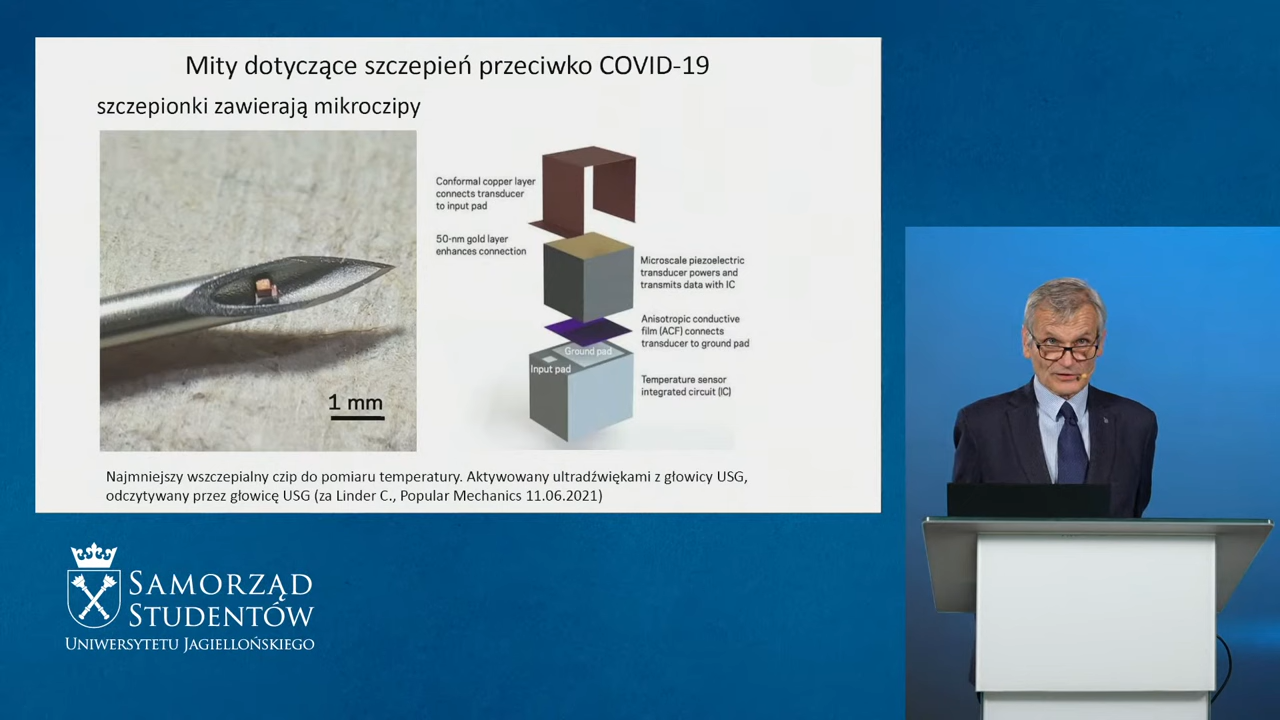 Mity dotyczące szczepień przeciwko COVID-19
szczepionki zawierają mikroczipy
1 mm
Conformal copper layer
connects transducer
to input pad
50-nm gold layer
enhances connection
Microscale piezoelectric
transducer powers and
transmits data with IC
Anisotropic conductive
film (ACF) connects
transducer to ground pad
Ground pad
Input pad
Temperature sensor
integrated circuit (IC)
Najmniejszy wszczepialny czip do pomiaru temperatury. Aktywowany ultradźwiękami z głowicy USG,
odczytywany przez głowicę USG (za Linder C., Popular Mechanics 11.06.2021)
SAMORZĄD
STUDENTÓW
UNIWERSYTETU JAGIELLOŃSKIEGO